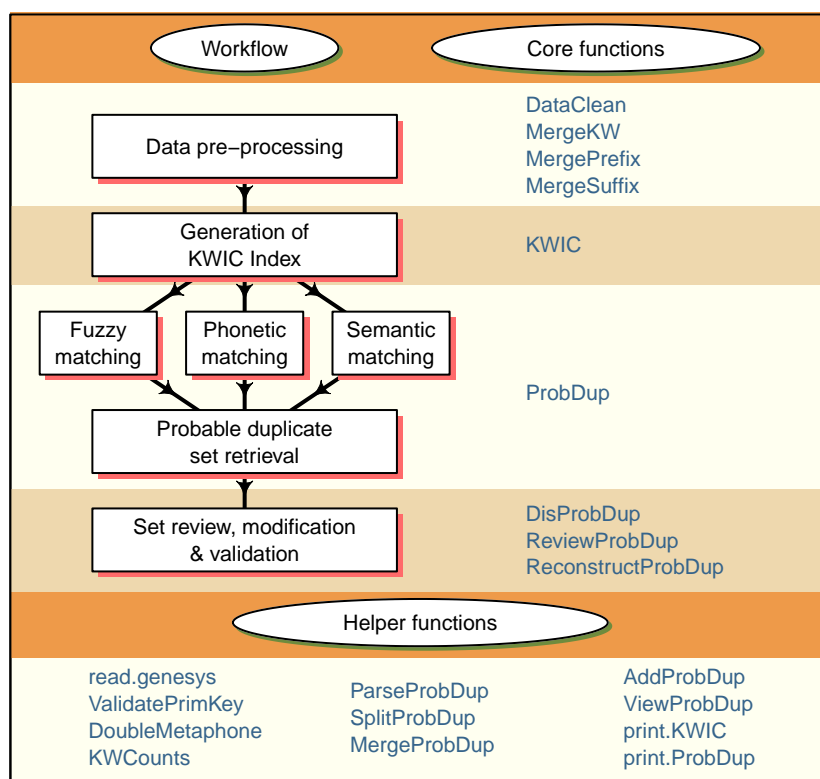 Workflow
Core functions
Data pre−processing
DataClean
MergeKW
MergePrefix
MergeSuffix
Generation of
KWIC Index
KWIC
Fuzzy
matching
Phonetic
matching
Semantic
matching
ProbDup
Probable duplicate
set retrieval
Set review, modification
& validation
DisProbDup
ReviewProbDup
ReconstructProbDup
Helper functions
read.genesys
ValidatePrimKey
DoubleMetaphone
KWCounts
ParseProbDup
SplitProbDup
MergeProbDup
AddProbDup
ViewProbDup
print.KWIC
print.ProbDup